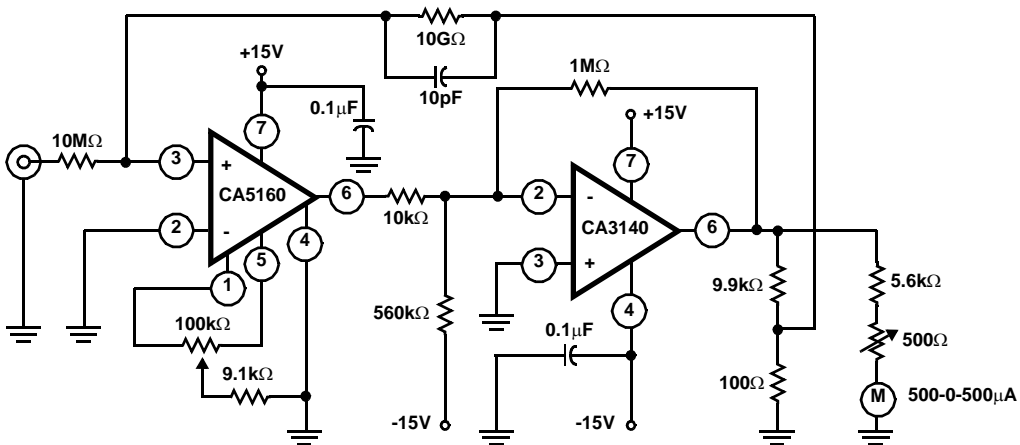 10GΩ
10pF
+15V
0.1μF
10MΩ
7
3
+
CA5160
2
-
6
4
5
1
100kΩ
9.1kΩ
10kΩ
560kΩ
-15V
1MΩ
+15V
7
2
-
CA3140
3
+
6
4
0.1μF
-15V
9.9kΩ
100Ω
5.6kΩ
500Ω
M
500-0-500μA